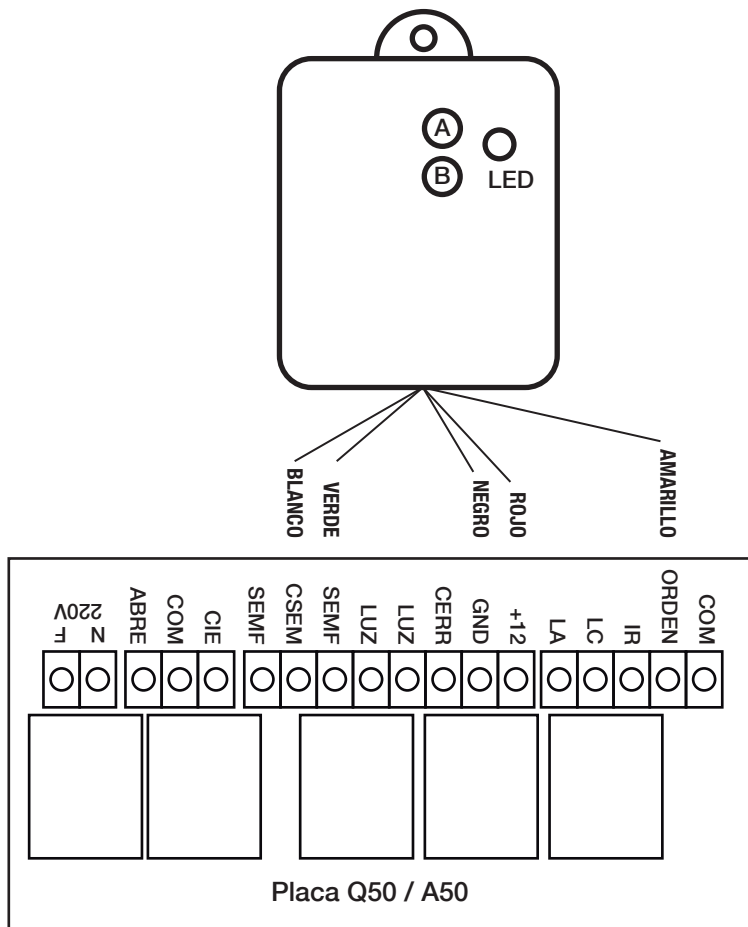 A
B
LED
BLANCO
VERDE
NEGRO
ROJO
AMARILLO
220V
F
N
ABRE
COM
CIE
SEMF
CSEM
SEMF
LUZ
LUZ
CERR
GND
+12
LA
LC
IR
ORDEN
COM
Placa Q50 / A50